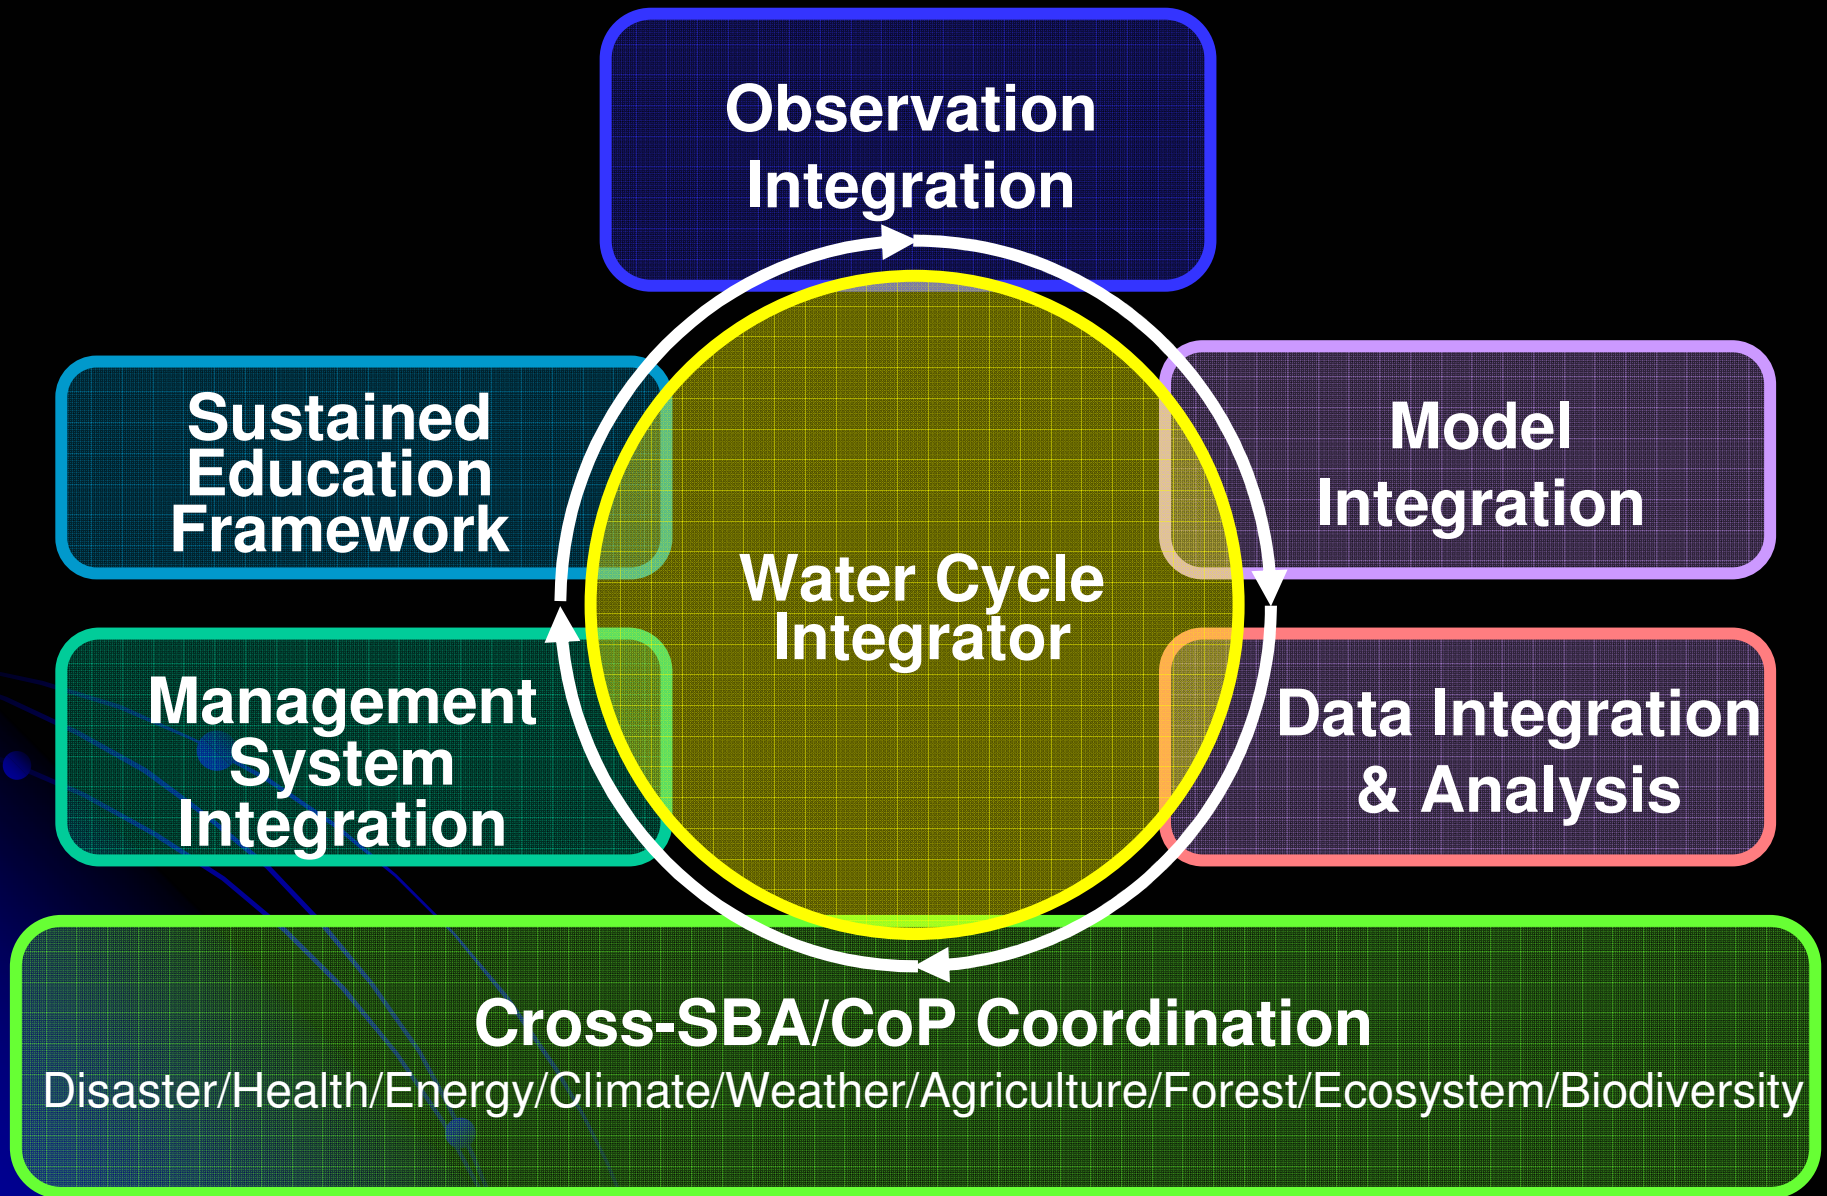 Observation
Integration
Sustained
Education
Framework
Model
Integration
Water Cycle
Integrator
Management
System
Integration
Data Integration
& Analysis
Cross-SBA/CoP Coordination
Disaster/Health/Energy/Climate/Weather/Agriculture/Forest/Ecosystem/Biodiversity